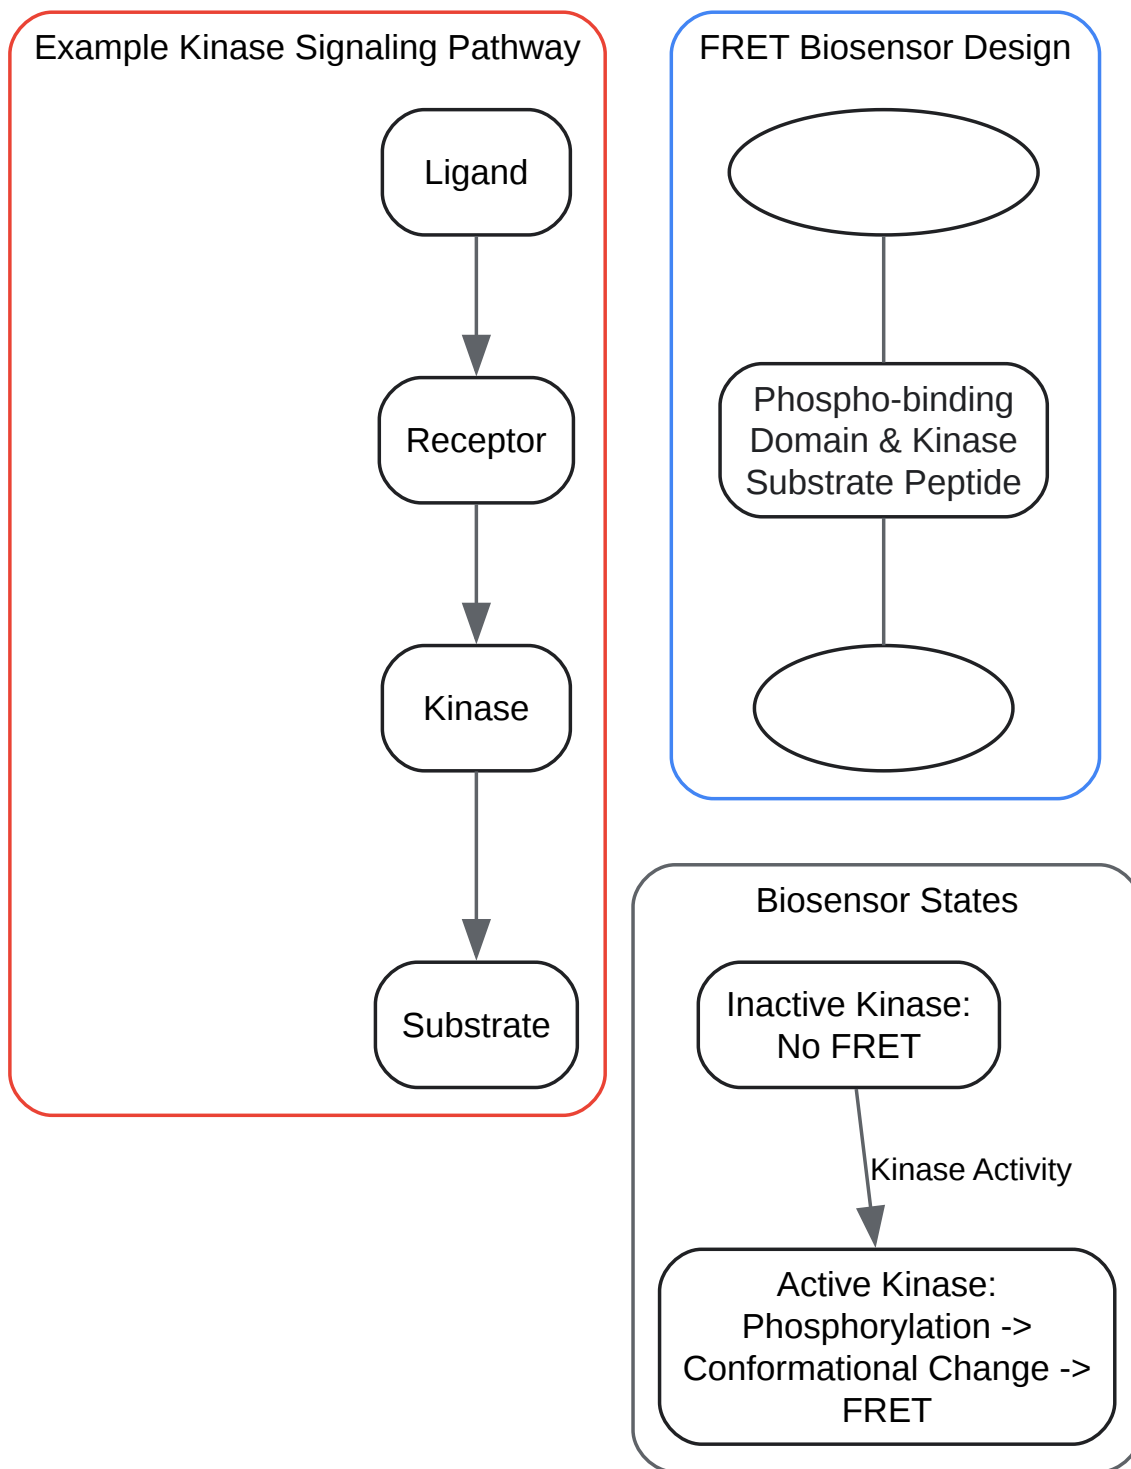 Example Kinase Signaling Pathway
Ligand
Receptor
Kinase
Substrate
FRET Biosensor Design
Phospho-binding
Domain & Kinase
Substrate Peptide
Biosensor States
Inactive Kinase:
No FRET
Kinase Activity
Active Kinase:
Phosphorylation ->
Conformational Change ->
FRET